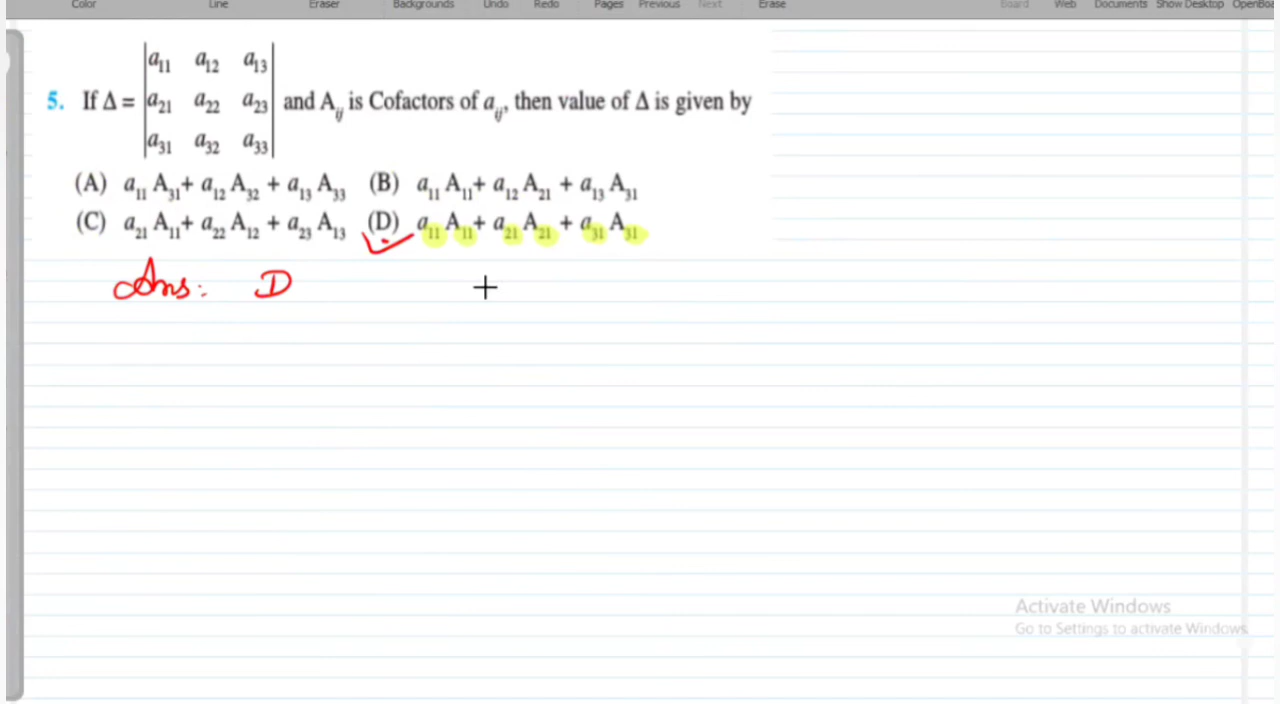 Color Line Eraser Backgrounds Undo Redo Pages Previous Next Erase Board Web Documents Show Desktop OpenBoa
5. If Δ = |a₁₁ a₁₂ a₁₃| and Aᵢⱼ is Cofactors of aᵢⱼ, then value of Δ is given by
|a₂₁ a₂₂ a₂₃|
|a₃₁ a₃₂ a₃₃|
(A) a₁₁ A₃₁+ a₁₂ A₃₂ + a₁₃ A₃₃ (B) a₁₁ A₁₁+ a₁₂ A₂₁ + a₁₃ A₃₁
(C) a₂₁ A₁₁+ a₂₂ A₁₂ + a₂₃ A₁₃ (D) a₁₁ A₁₁+ a₂₁ A₂₁ + a₃₁ A₃₁
Ans: D
Activate Windows
Go to Settings to activate Windows.